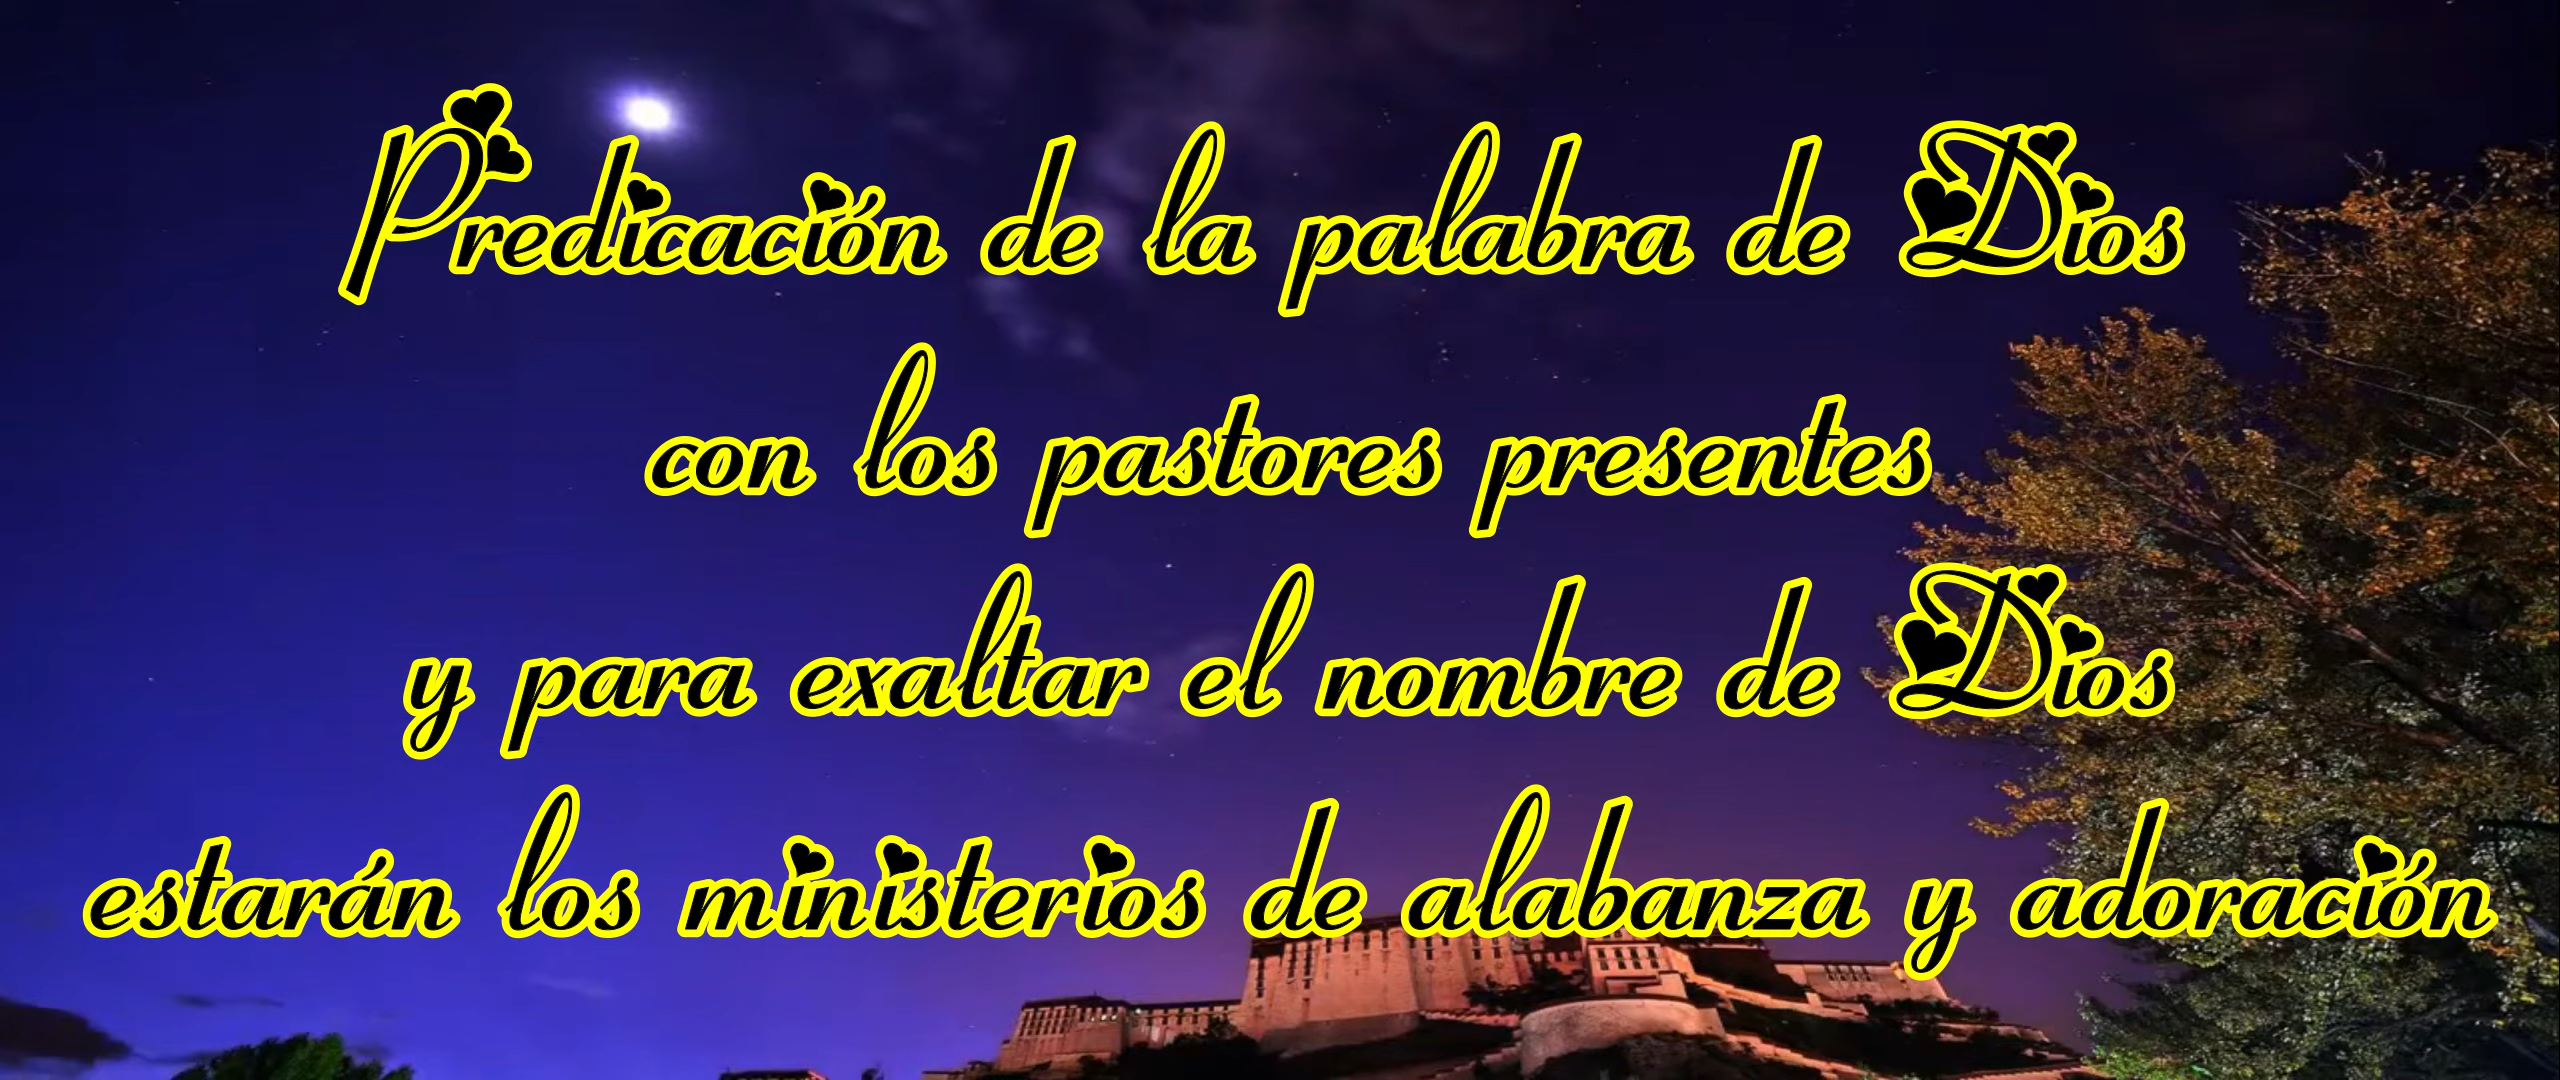 Predicación de la palabra de Dios
con los pastores presentes
y para exaltar el nombre de Dios
estarán los ministerios de alabanza y adoración